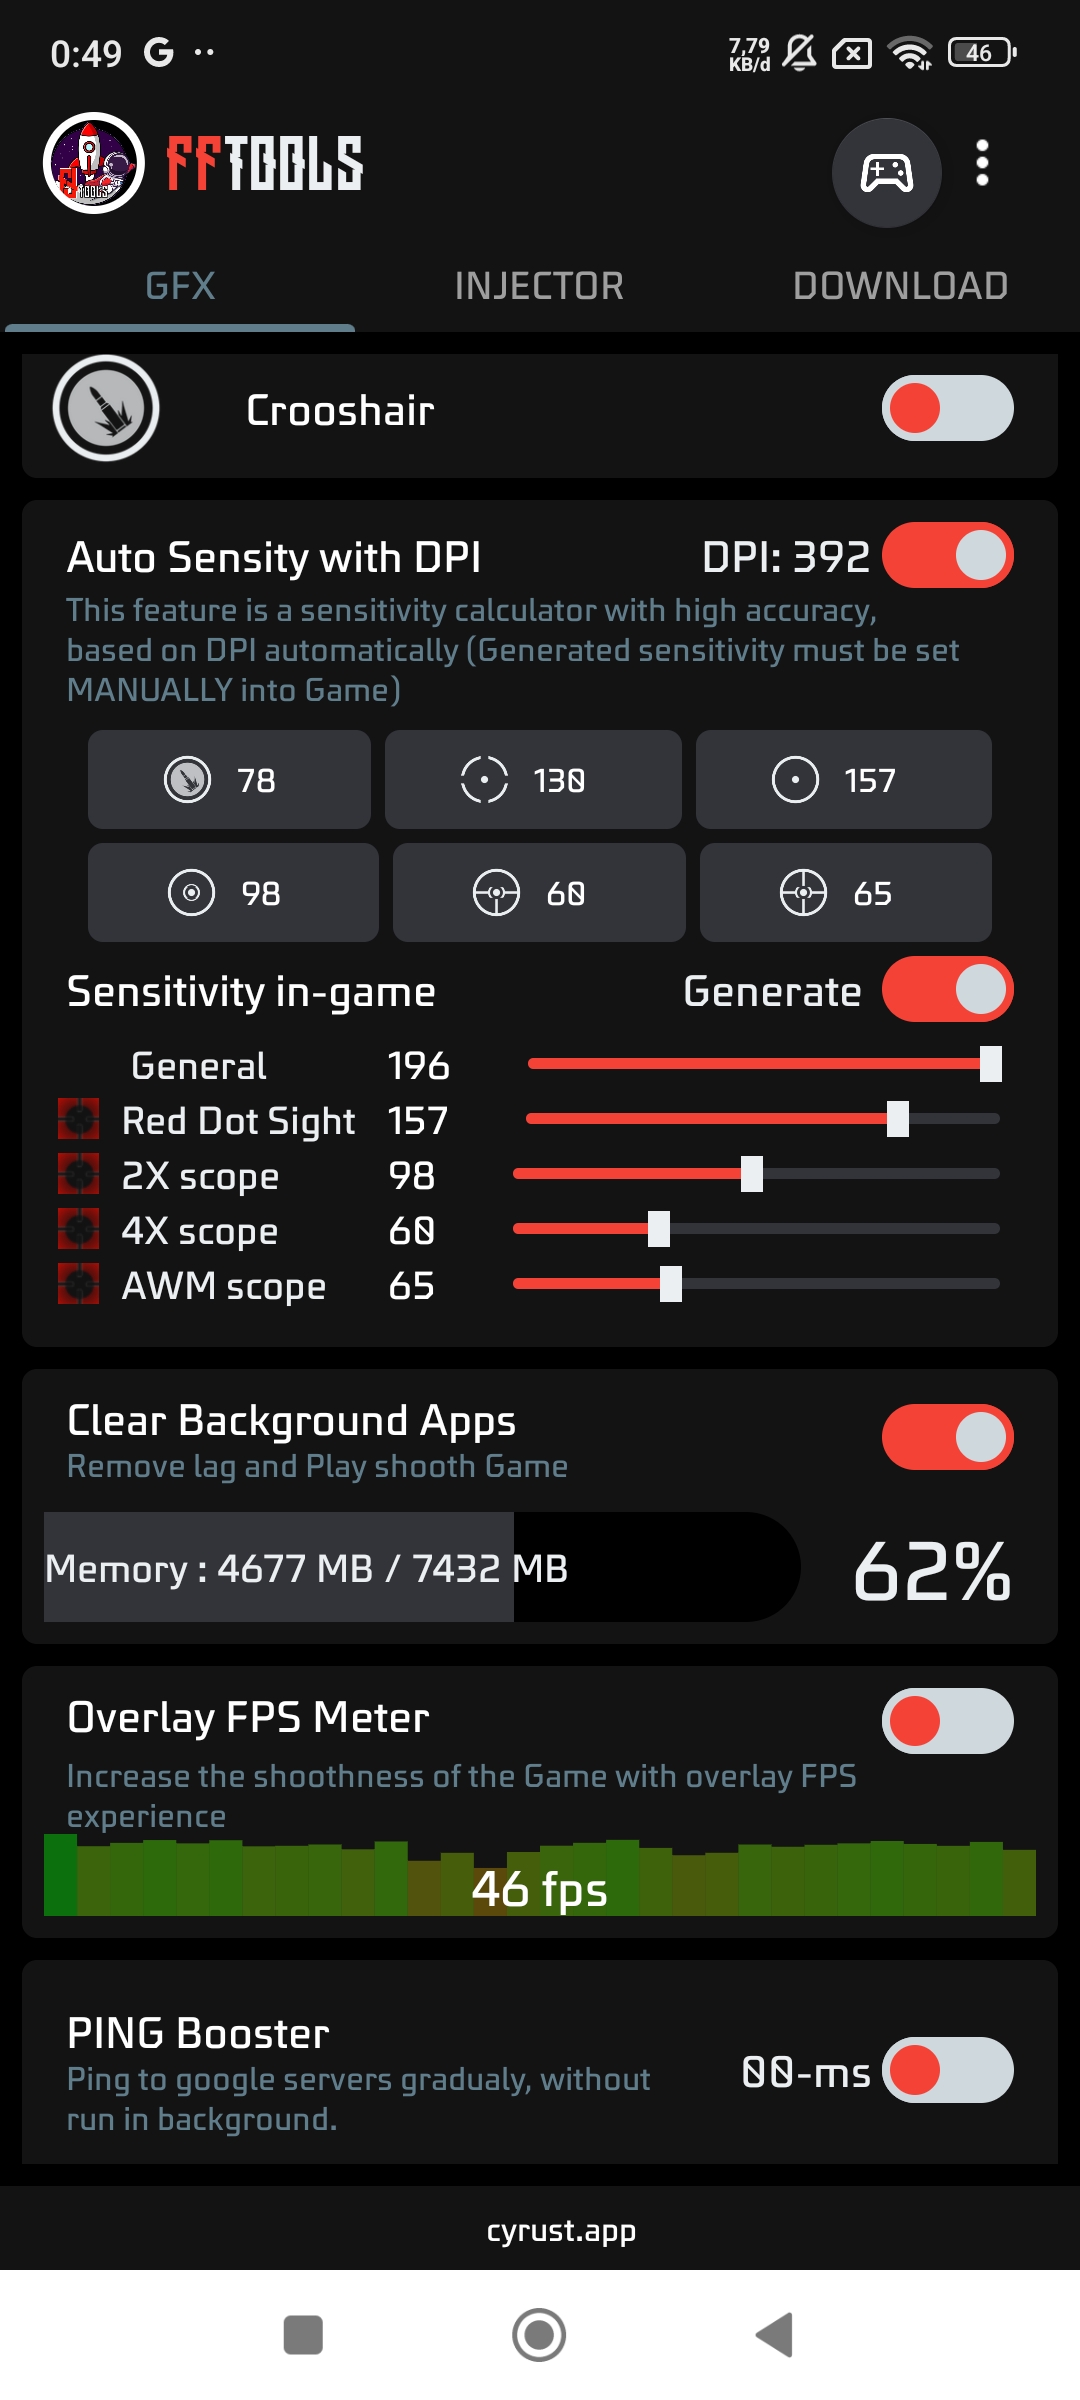 0:49
7,79
KB/d
46
FFTOOLS
GFX
INJECTOR
DOWNLOAD
Crooshair
Auto Sensity with DPI
DPI: 392
This feature is a sensitivity calculator with high accuracy,
based on DPI automatically (Generated sensitivity must be set
MANUALLY into Game)
78
130
157
98
60
65
Sensitivity in-game
Generate
General 196
Red Dot Sight 157
2X scope 98
4X scope 60
AWM scope 65
Clear Background Apps
Remove lag and Play shooth Game
Memory : 4677 MB / 7432 MB
62%
Overlay FPS Meter
Increase the shoothness of the Game with overlay FPS
experience
46 fps
PING Booster
Ping to google servers gradualy, without
run in background.
00-ms
cyrust.app